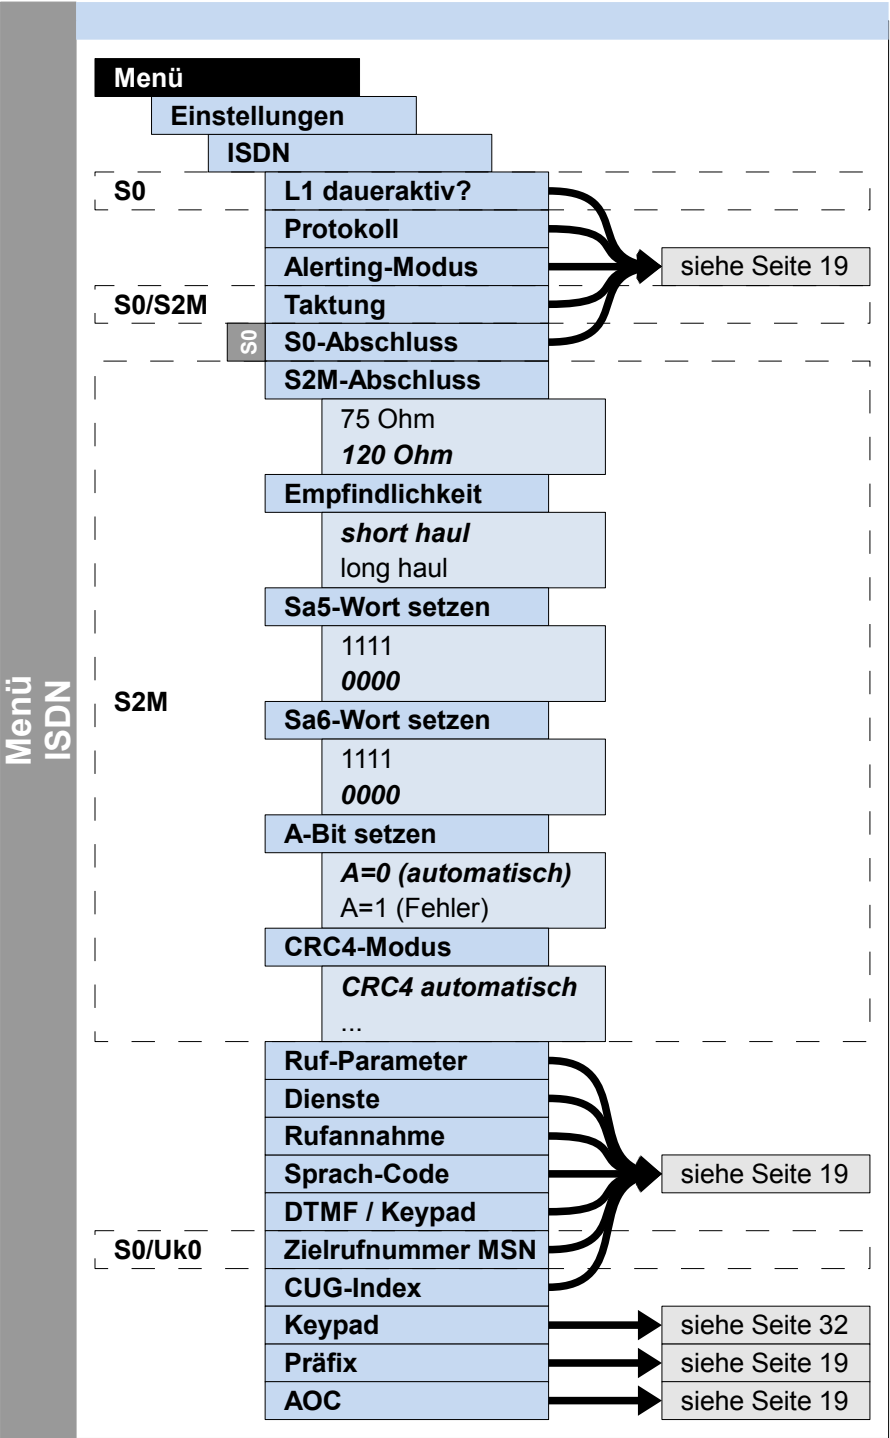 Menü
ISDN
Menü
Einstellungen
ISDN
S0
L1 daueraktiv?
Protokoll
Alerting-Modus
siehe Seite 19
S0/S2M
Taktung
S0
S0-Abschluss
S2M-Abschluss
75 Ohm
120 Ohm
Empfindlichkeit
short haul
long haul
Sa5-Wort setzen
1111
0000
S2M
Sa6-Wort setzen
1111
0000
A-Bit setzen
A=0 (automatisch)
A=1 (Fehler)
CRC4-Modus
CRC4 automatisch
...
Ruf-Parameter
Dienste
Rufannahme
Sprach-Code
siehe Seite 19
DTMF / Keypad
S0/Uk0
Zielrufnummer MSN
CUG-Index
Keypad
siehe Seite 32
Präfix
siehe Seite 19
AOC
siehe Seite 19